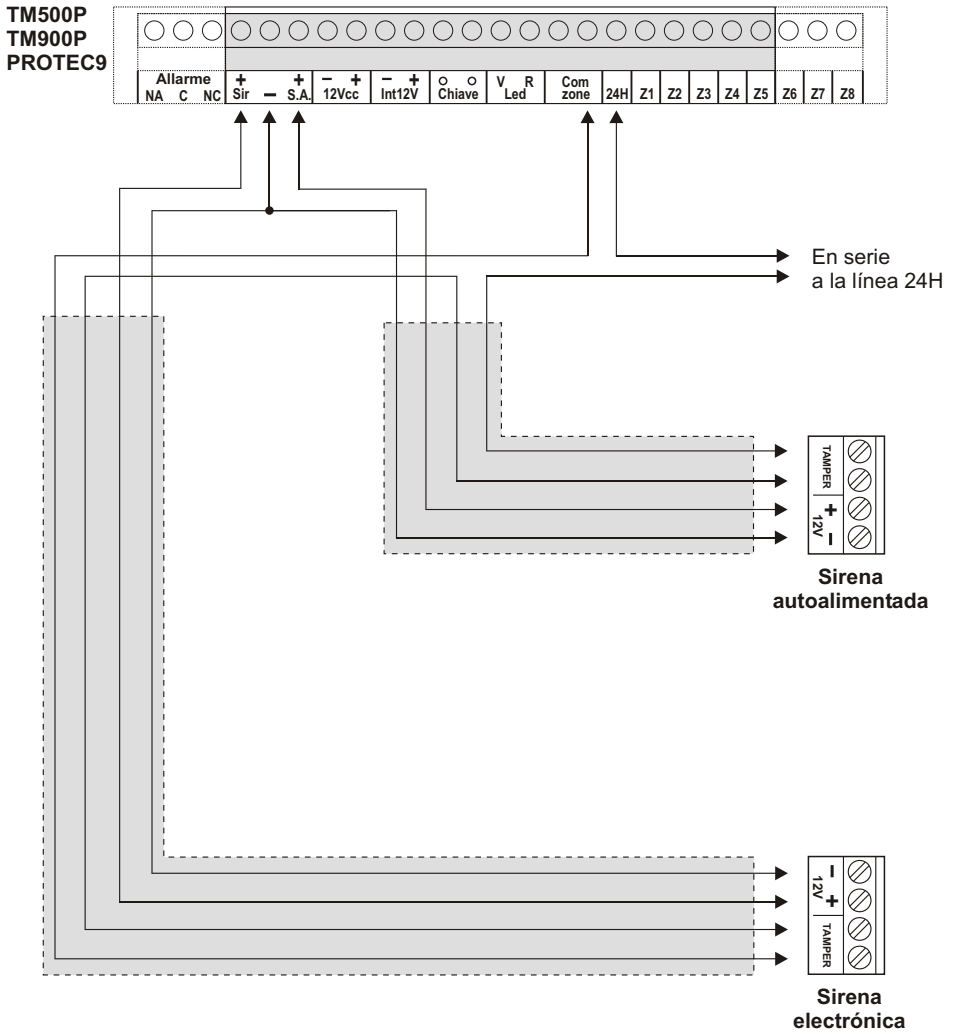 TM500P
TM900P
PROTEC9
Allarme
NA C NC
+
Sir
–
+
S.A.
– +
12Vcc
– +
Int12V
Chiave
V R
Led
Com
zone
24H
Z1
Z2
Z3
Z4
Z5
Z6
Z7
Z8
En serie
a la línea 24H
TAMPER
+ –
12V
Sirena
autoalimentada
– +
12V
TAMPER
Sirena
electrónica